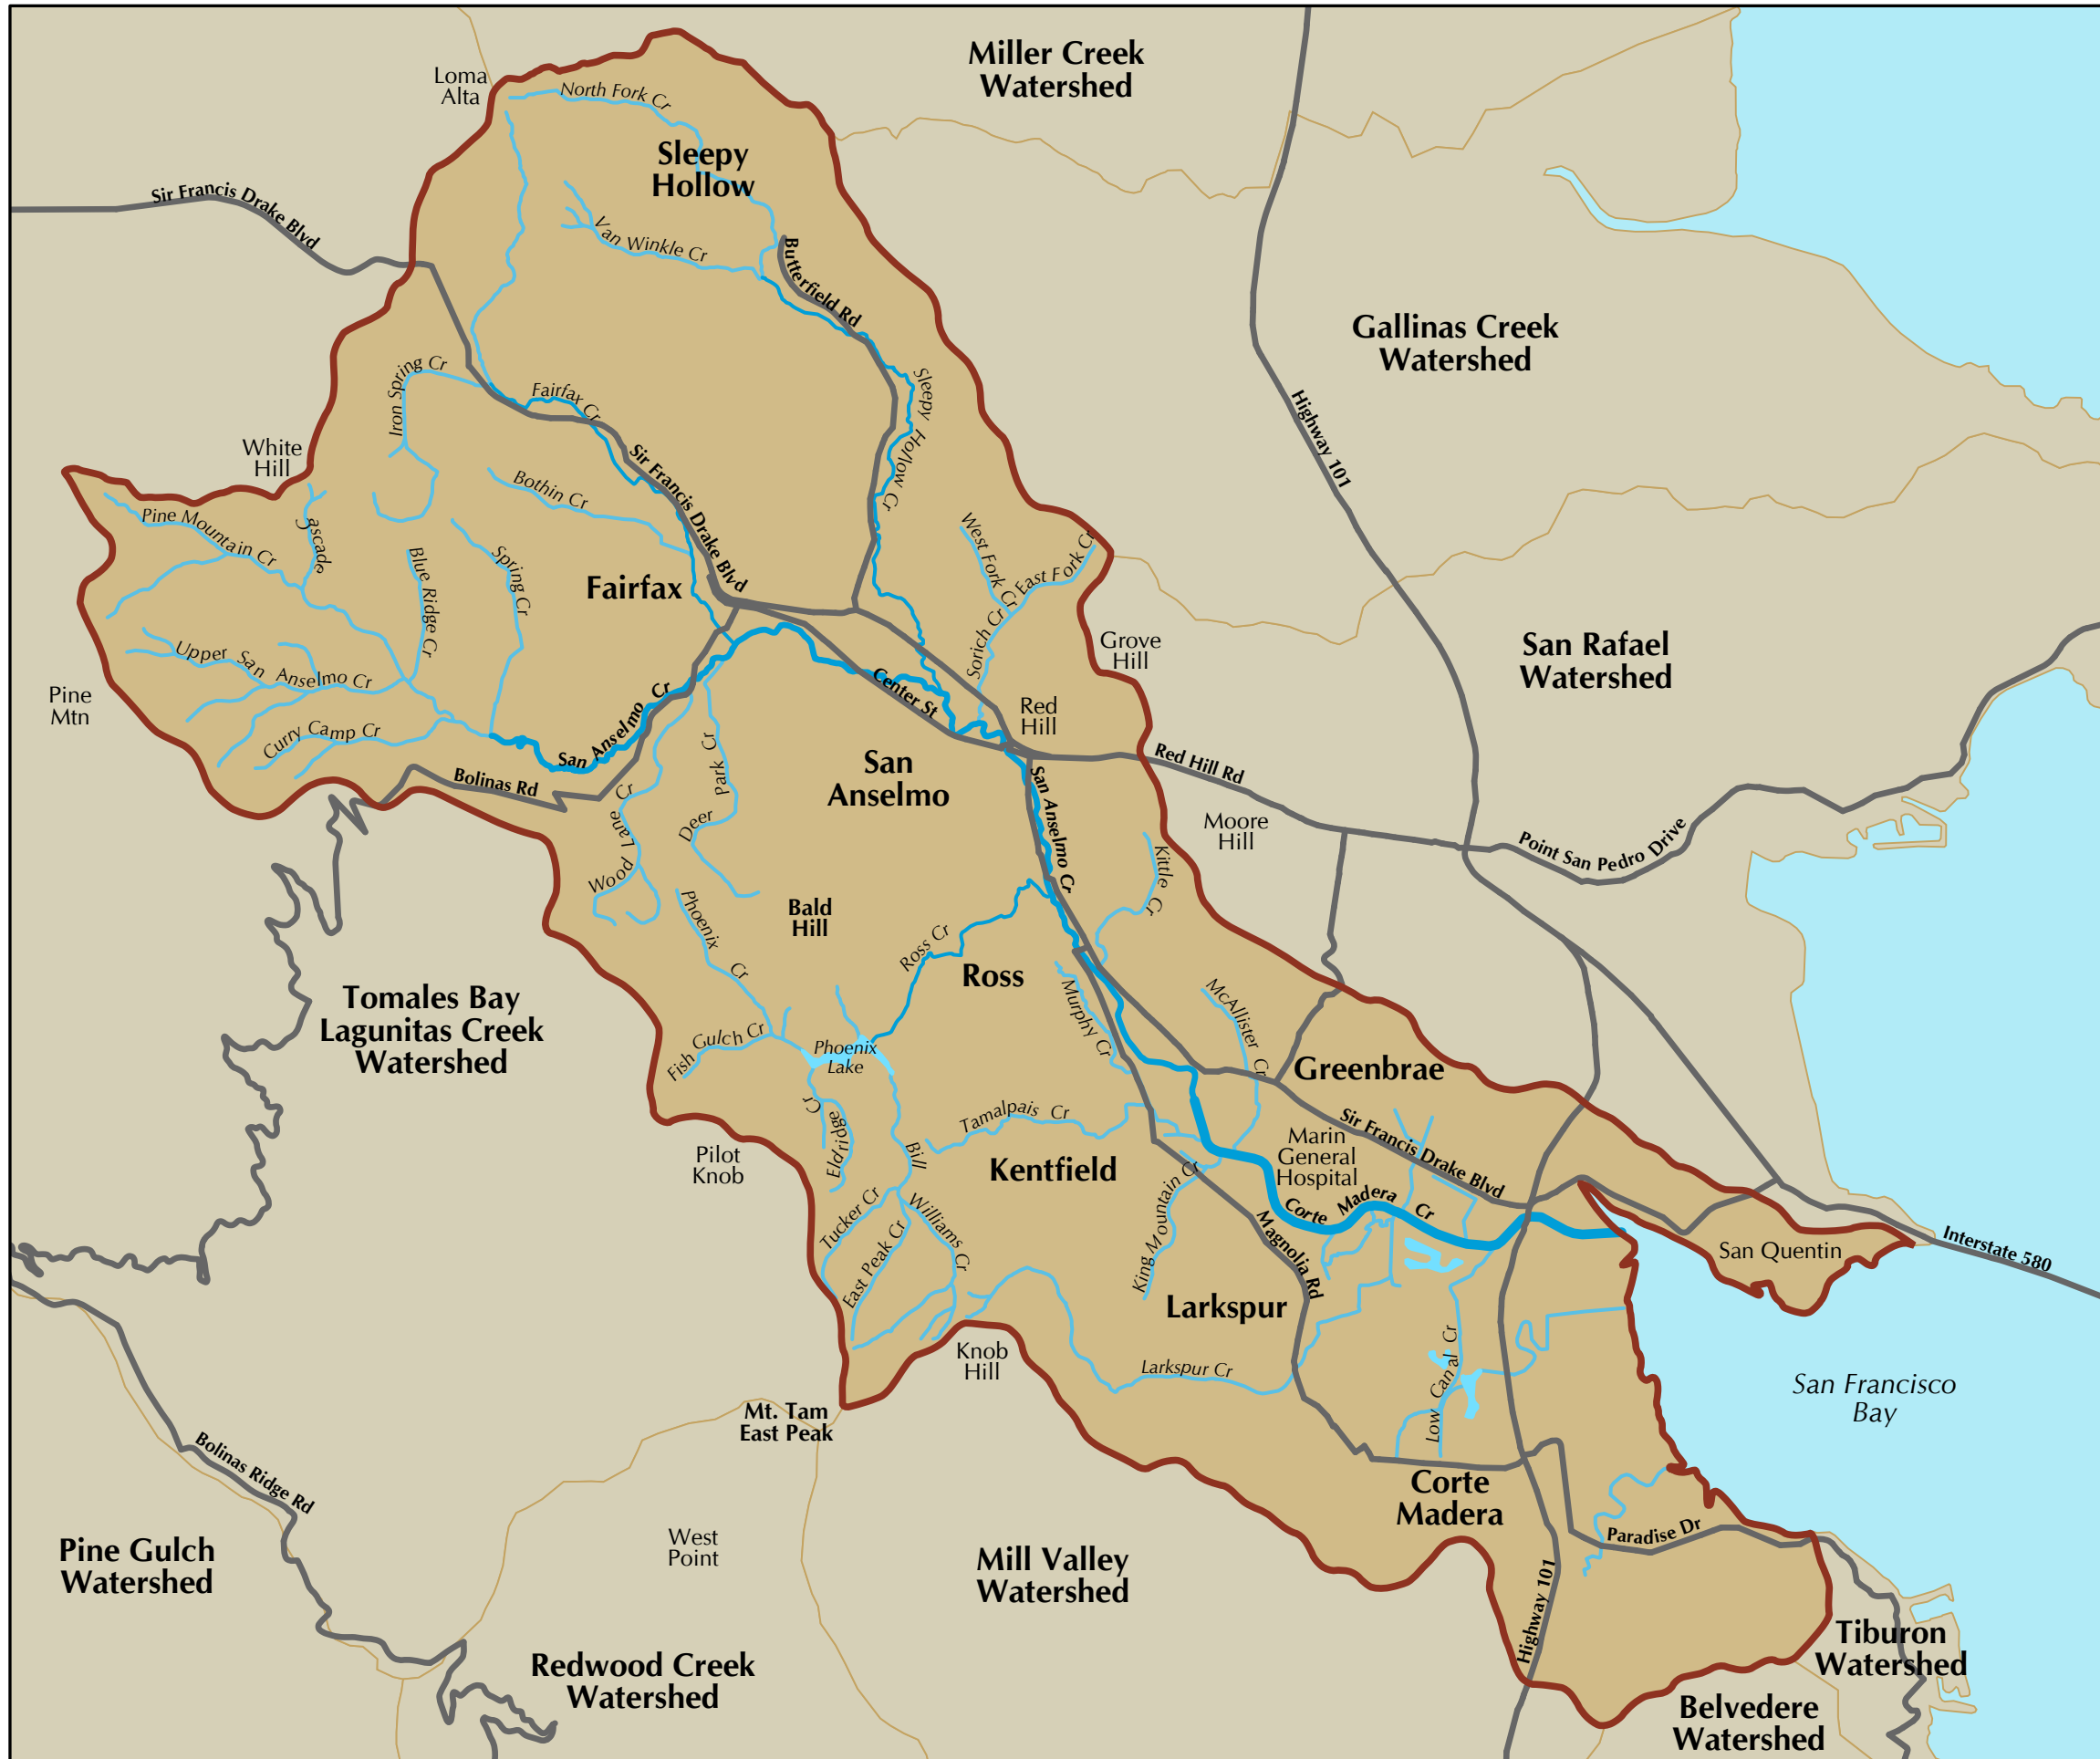 Miller Creek
Watershed
Loma
Alta
North Fork Cr
Sleepy
Hollow
Sir Francis Drake Blvd
Van Winkle Cr
Butterfield Rd
Gallinas Creek
Watershed
Iron Spring Cr
Fairfax Cr
Sleepy Hollow Cr
Highway 101
White
Hill
Sir Francis Drake Blvd
Bothin Cr
Pine Mountain Cr
Cascade
Blue Ridge Cr
Spring Cr
West Fork Cr
East Fork Cr
Fairfax
Sorich Cr
Grove
Hill
San Rafael
Watershed
Upper San Anselmo Cr
Pine
Mtn
Curry Camp Cr
San Anselmo Cr
Center St
Red
Hill
Bolinas Rd
Park Cr
Deer
San
Anselmo
San Anselmo Cr
Red Hill Rd
Moore
Hill
Point San Pedro Drive
Wood Lane Cr
Kittle Cr
Phoenix Cr
Bald
Hill
Ross Cr
Ross
Tomales Bay
Lagunitas Creek
Watershed
Murphy Cr
McAllister Cr
Fish Gulch Cr
Phoenix
Lake
Greenbrae
Eldridge Cr
Tamalpais Cr
Sir Francis Drake Blvd
Marin
General
Hospital
Pilot
Knob
Bill
Williams Cr
Kentfield
Tucker Cr
East Peak Cr
King Mountain Cr
Corte Madera Cr
Magnolia Rd
San Quentin
Interstate 580
Larkspur
Knob
Hill
Larkspur Cr
Low Canal Cr
San Francisco
Bay
Mt. Tam
East Peak
Bolinas Ridge Rd
Corte
Madera
Paradise Dr
West
Point
Pine Gulch
Watershed
Mill Valley
Watershed
Highway 101
Tiburon
Watershed
Redwood Creek
Watershed
Belvedere
Watershed